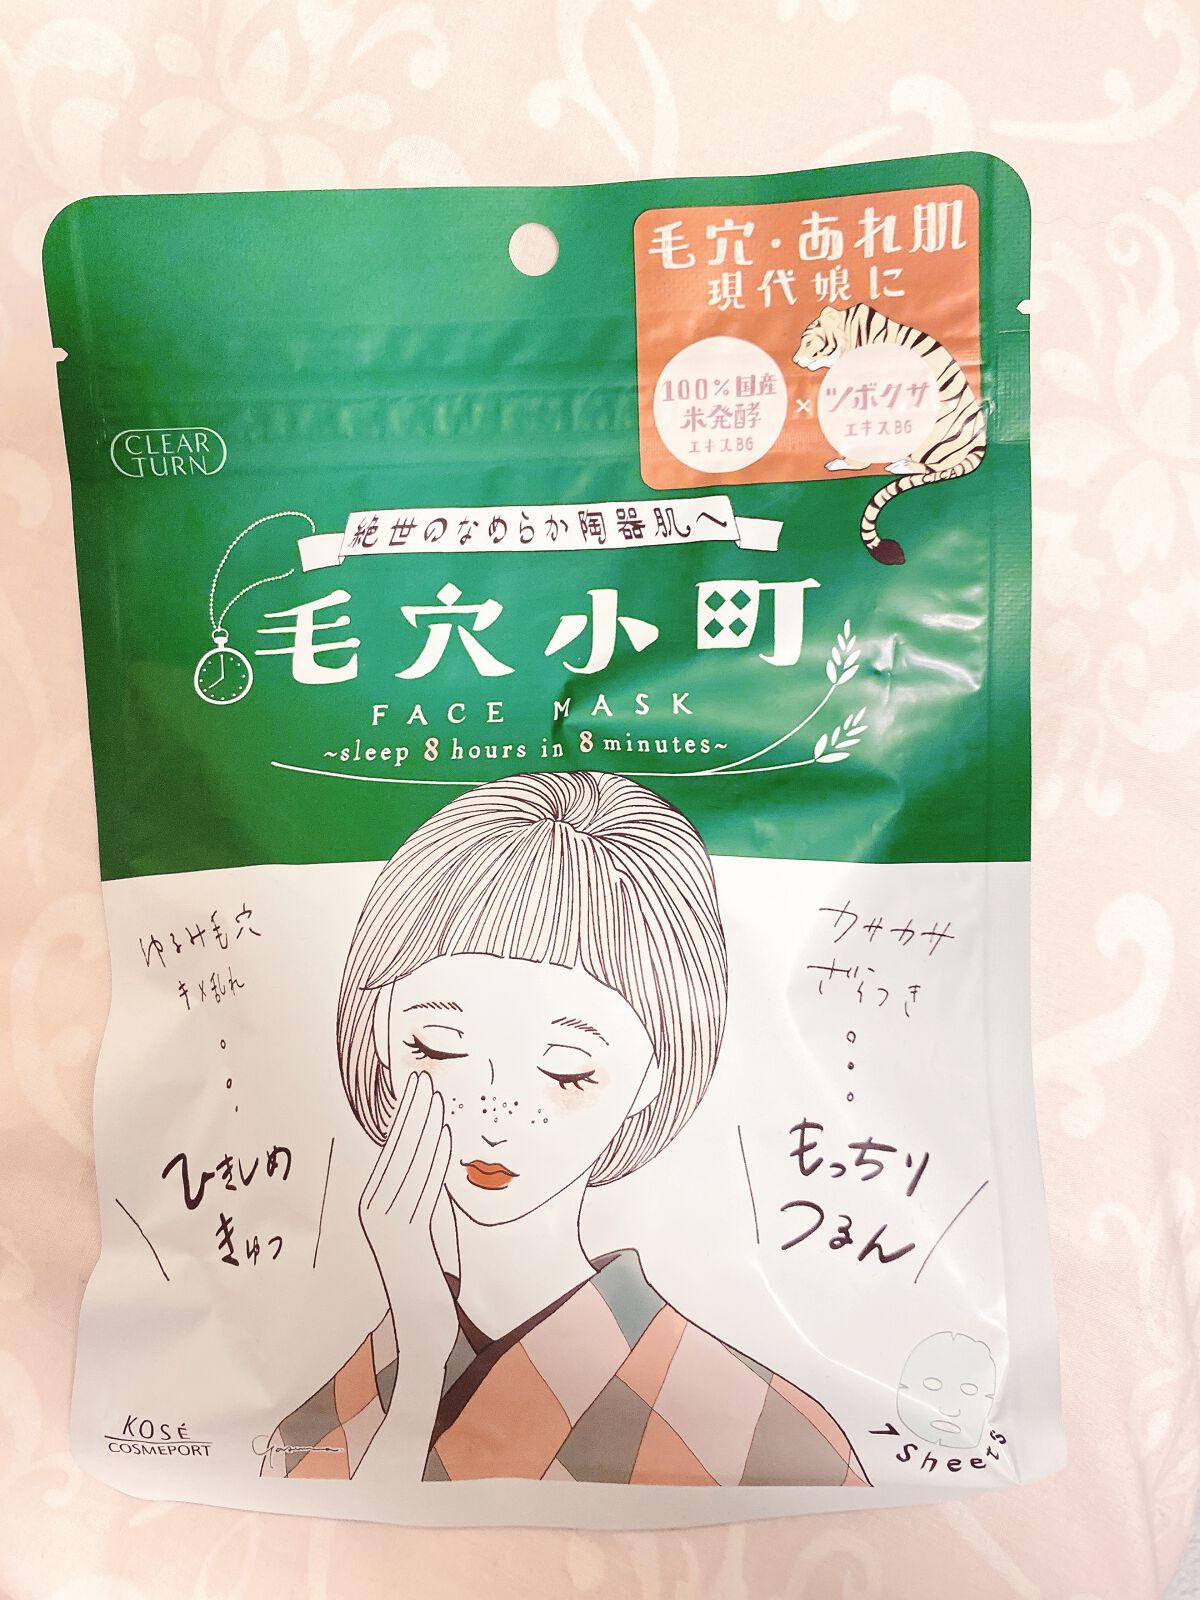 毛穴・あれ肌
現代娘に
100%国産
米発酵
エキスBG
×
ツボクサ
エキスBG
CICA
CLEAR
TURN
絶世のなめらか陶器肌へ
毛穴小町
FACE MASK
~sleep 8 hours in 8 minutes~
ゆるみ毛穴
キメ乱れ
ひきしめ
きゅっ
カサカサ
ざらつき
もっちり
つるん
KOSÉ
COSMEPORT
7 Sheets